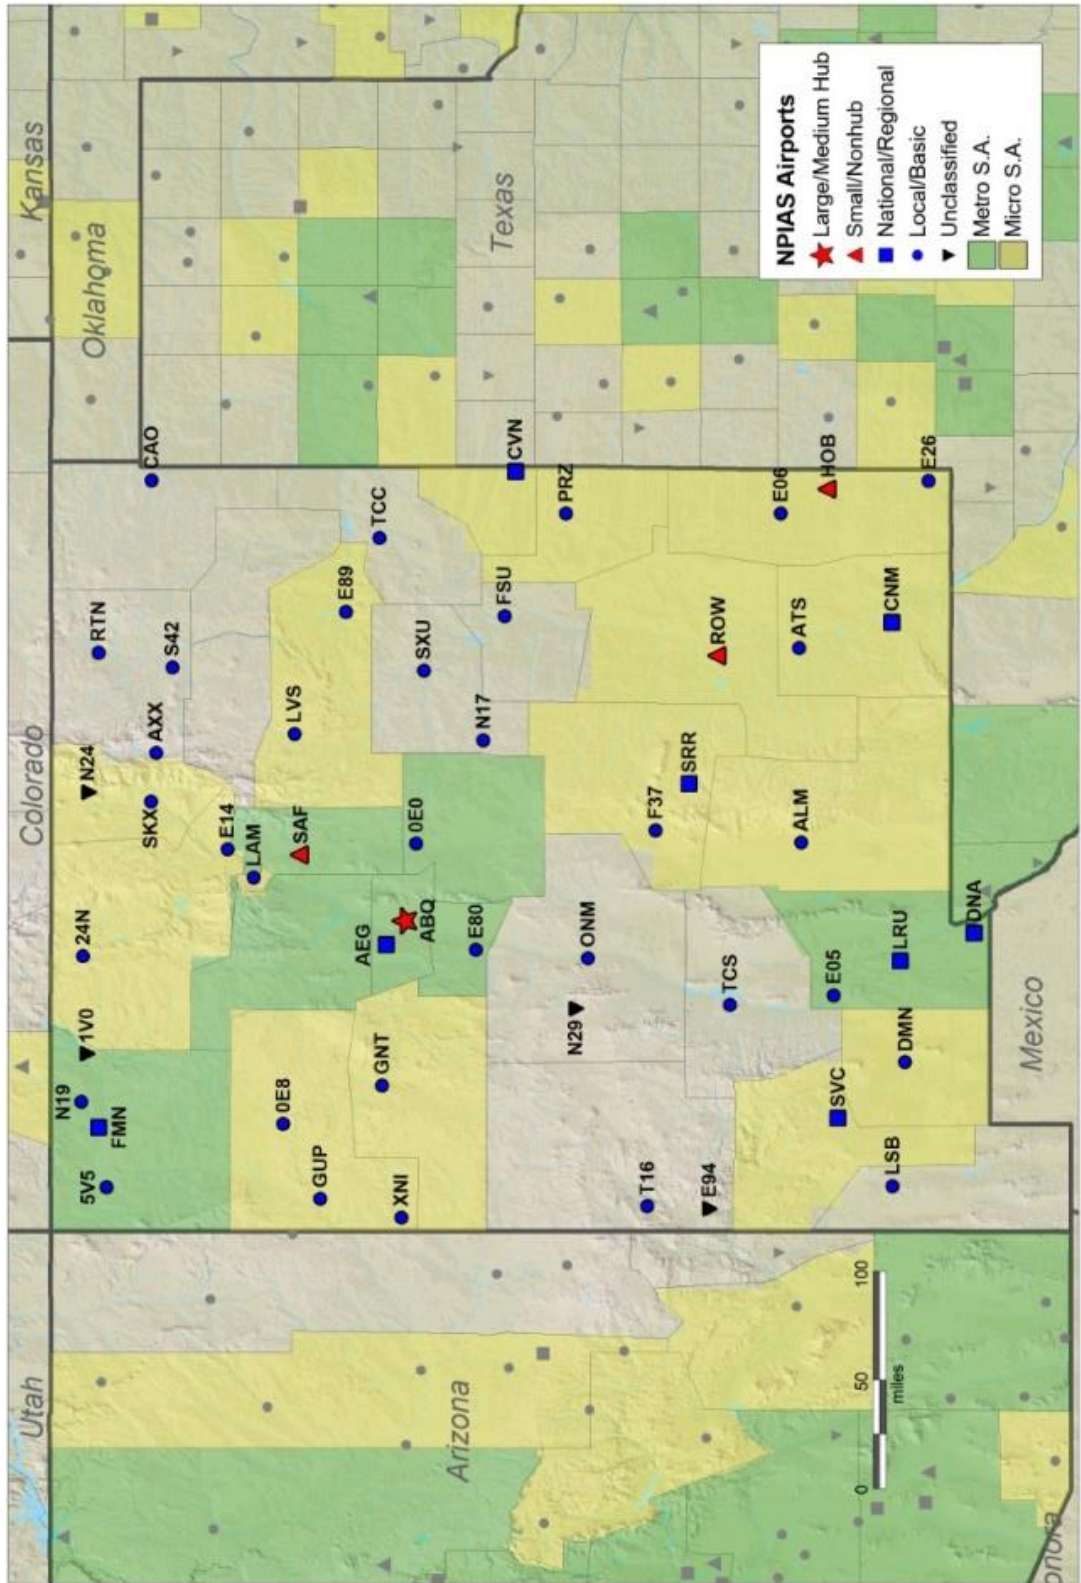 Utah
Colorado
Kansas
Oklahoma
Arizona
Texas
Mexico
onora
5V5
N19
FMN
1V0
24N
N24
SKX
AXX
RTN
S42
CAO
E14
LAM
SAF
LVS
E89
TCC
0E8
GUP
GNT
XNI
AEG
ABQ
0E0
E80
SXU
N17
FSU
CVN
PRZ
N29
ONM
T16
E94
TCS
F37
SRR
ROW
E06
HOB
ATS
ALM
CNM
E26
SVC
E05
LSB
DMN
LRU
DNA
0
50
100
miles
NPIAS Airports
Large/Medium Hub
Small/Nonhub
National/Regional
Local/Basic
Unclassified
Metro S.A.
Micro S.A.